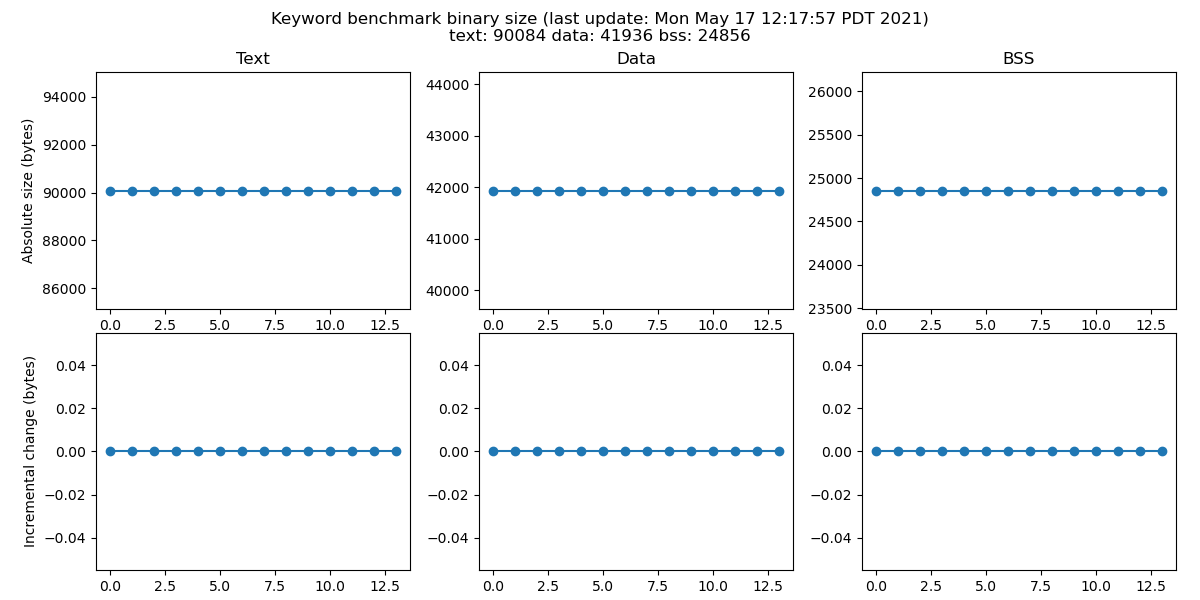 Keyword benchmark binary size (last update: Mon May 17 12:17:57 PDT 2021)
text: 90084 data: 41936 bss: 24856
Text
Data
BSS
Absolute size (bytes)
94000
92000
90000
88000
86000
0.0 2.5 5.0 7.5 10.0 12.5
44000
43000
42000
41000
40000
0.0 2.5 5.0 7.5 10.0 12.5
26000
25500
25000
24500
24000
23500
0.0 2.5 5.0 7.5 10.0 12.5
Incremental change (bytes)
0.04
0.02
0.00
−0.02
−0.04
0.0 2.5 5.0 7.5 10.0 12.5
0.04
0.02
0.00
−0.02
−0.04
0.0 2.5 5.0 7.5 10.0 12.5
0.04
0.02
0.00
−0.02
−0.04
0.0 2.5 5.0 7.5 10.0 12.5